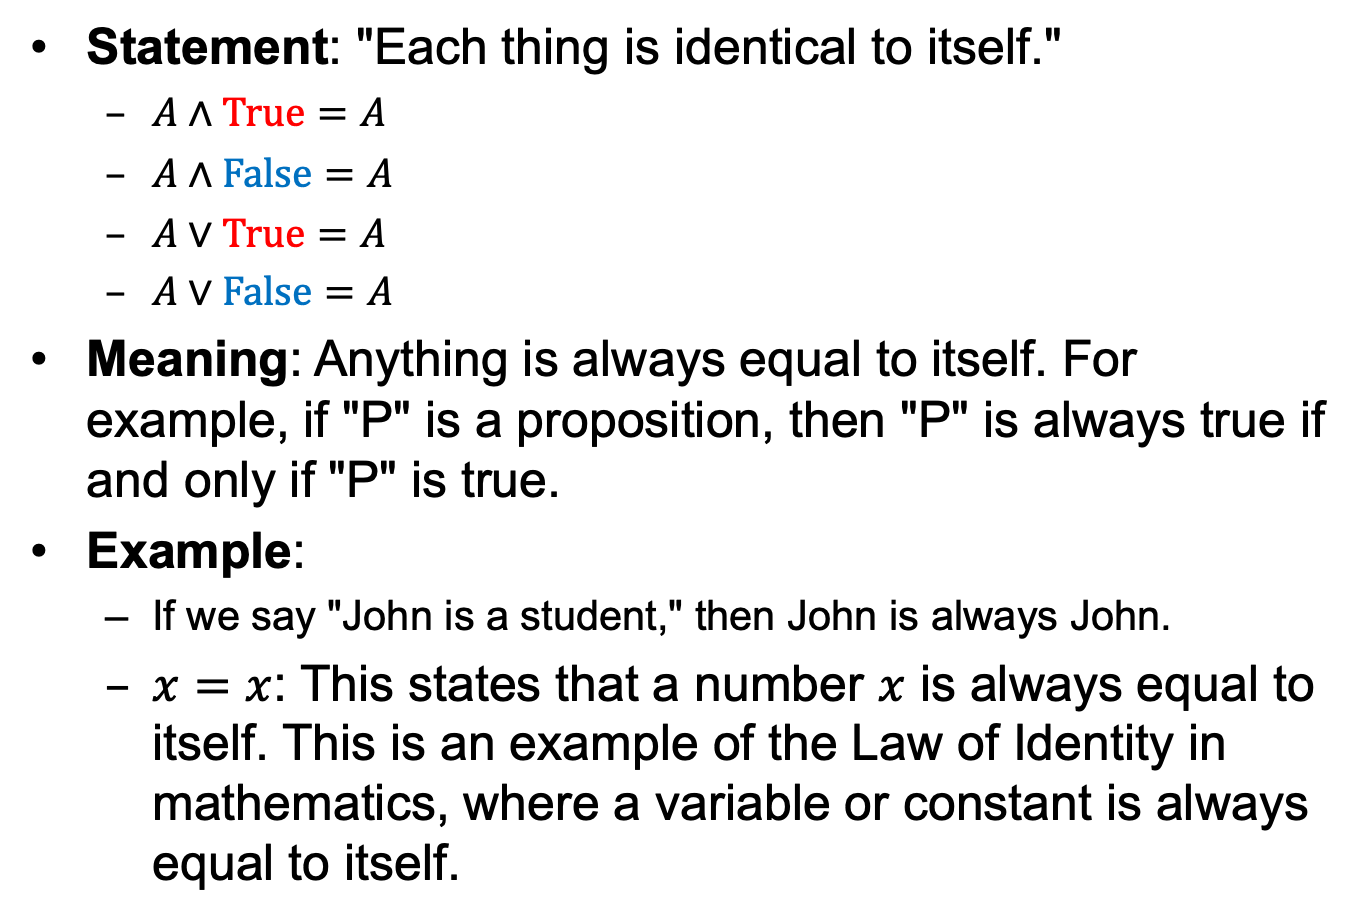 • Statement: "Each thing is identical to itself."
– A ∧ True = A
– A ∧ False = A
– A ∨ True = A
– A ∨ False = A
• Meaning: Anything is always equal to itself. For
example, if "P" is a proposition, then "P" is always true if
and only if "P" is true.
• Example:
– If we say "John is a student," then John is always John.
– x = x: This states that a number x is always equal to
itself. This is an example of the Law of Identity in
mathematics, where a variable or constant is always
equal to itself.